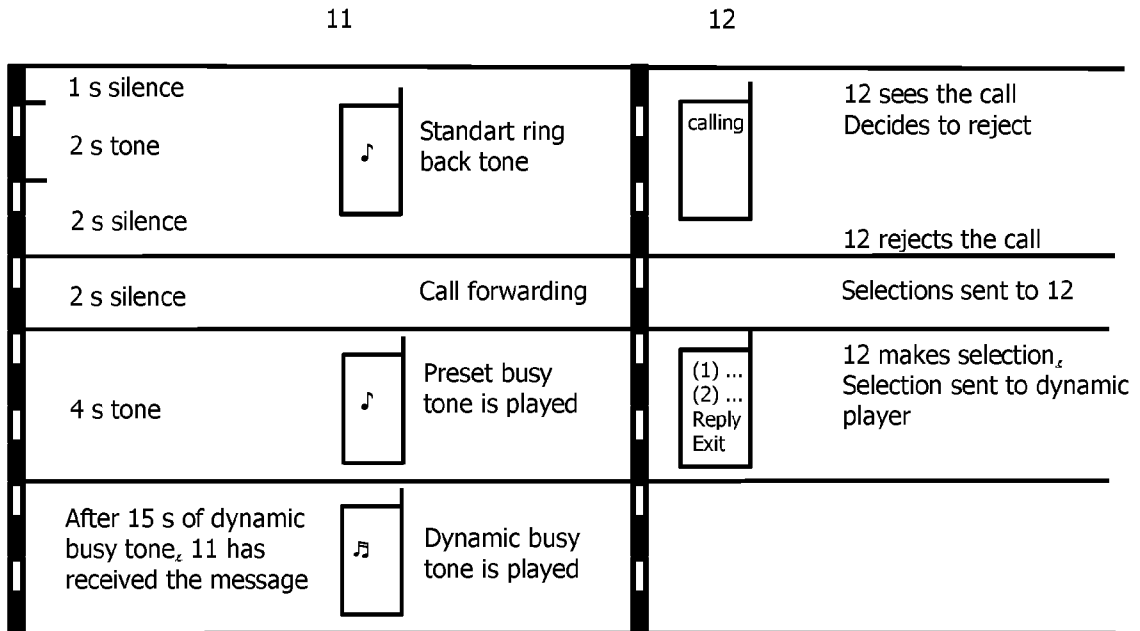 11
12
1 s silence
2 s tone
2 s silence
Standart ring
back tone
calling
12 sees the call
Decides to reject
12 rejects the call
2 s silence
Call forwarding
Selections sent to 12
4 s tone
Preset busy
tone is played
(1) ...
(2) ...
Reply
Exit
12 makes selection,
Selection sent to dynamic
player
After 15 s of dynamic
busy tone, 11 has
received the message
Dynamic busy
tone is played